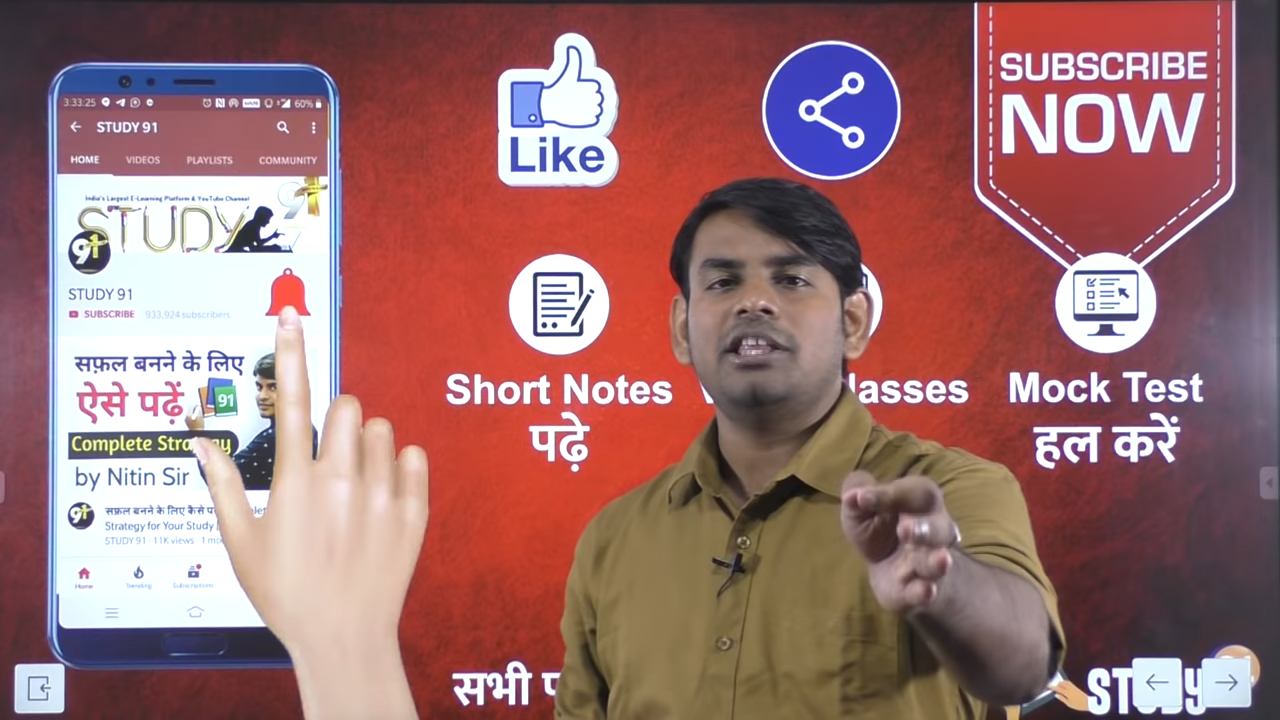 3:33:25
60%
STUDY 91
HOME VIDEOS PLAYLISTS COMMUNITY
India's Largest E-Learning Platform & YouTube Channel
STUDY 91
91
STUDY 91
SUBSCRIBE 933,924 subscribers
सफ़ल बनने के लिए
ऐसे पढ़ें
91
Complete
by Nitin Sir
91
सफ़ल बनने के लिए कैसे
Strategy for Your Study
STUDY 91 · 11K views · 1
Home Trending Subscriptions
Like
SUBSCRIBE
NOW
Short Notes
पढ़े
lasses
Mock Test
हल करें
सभी
STUDY